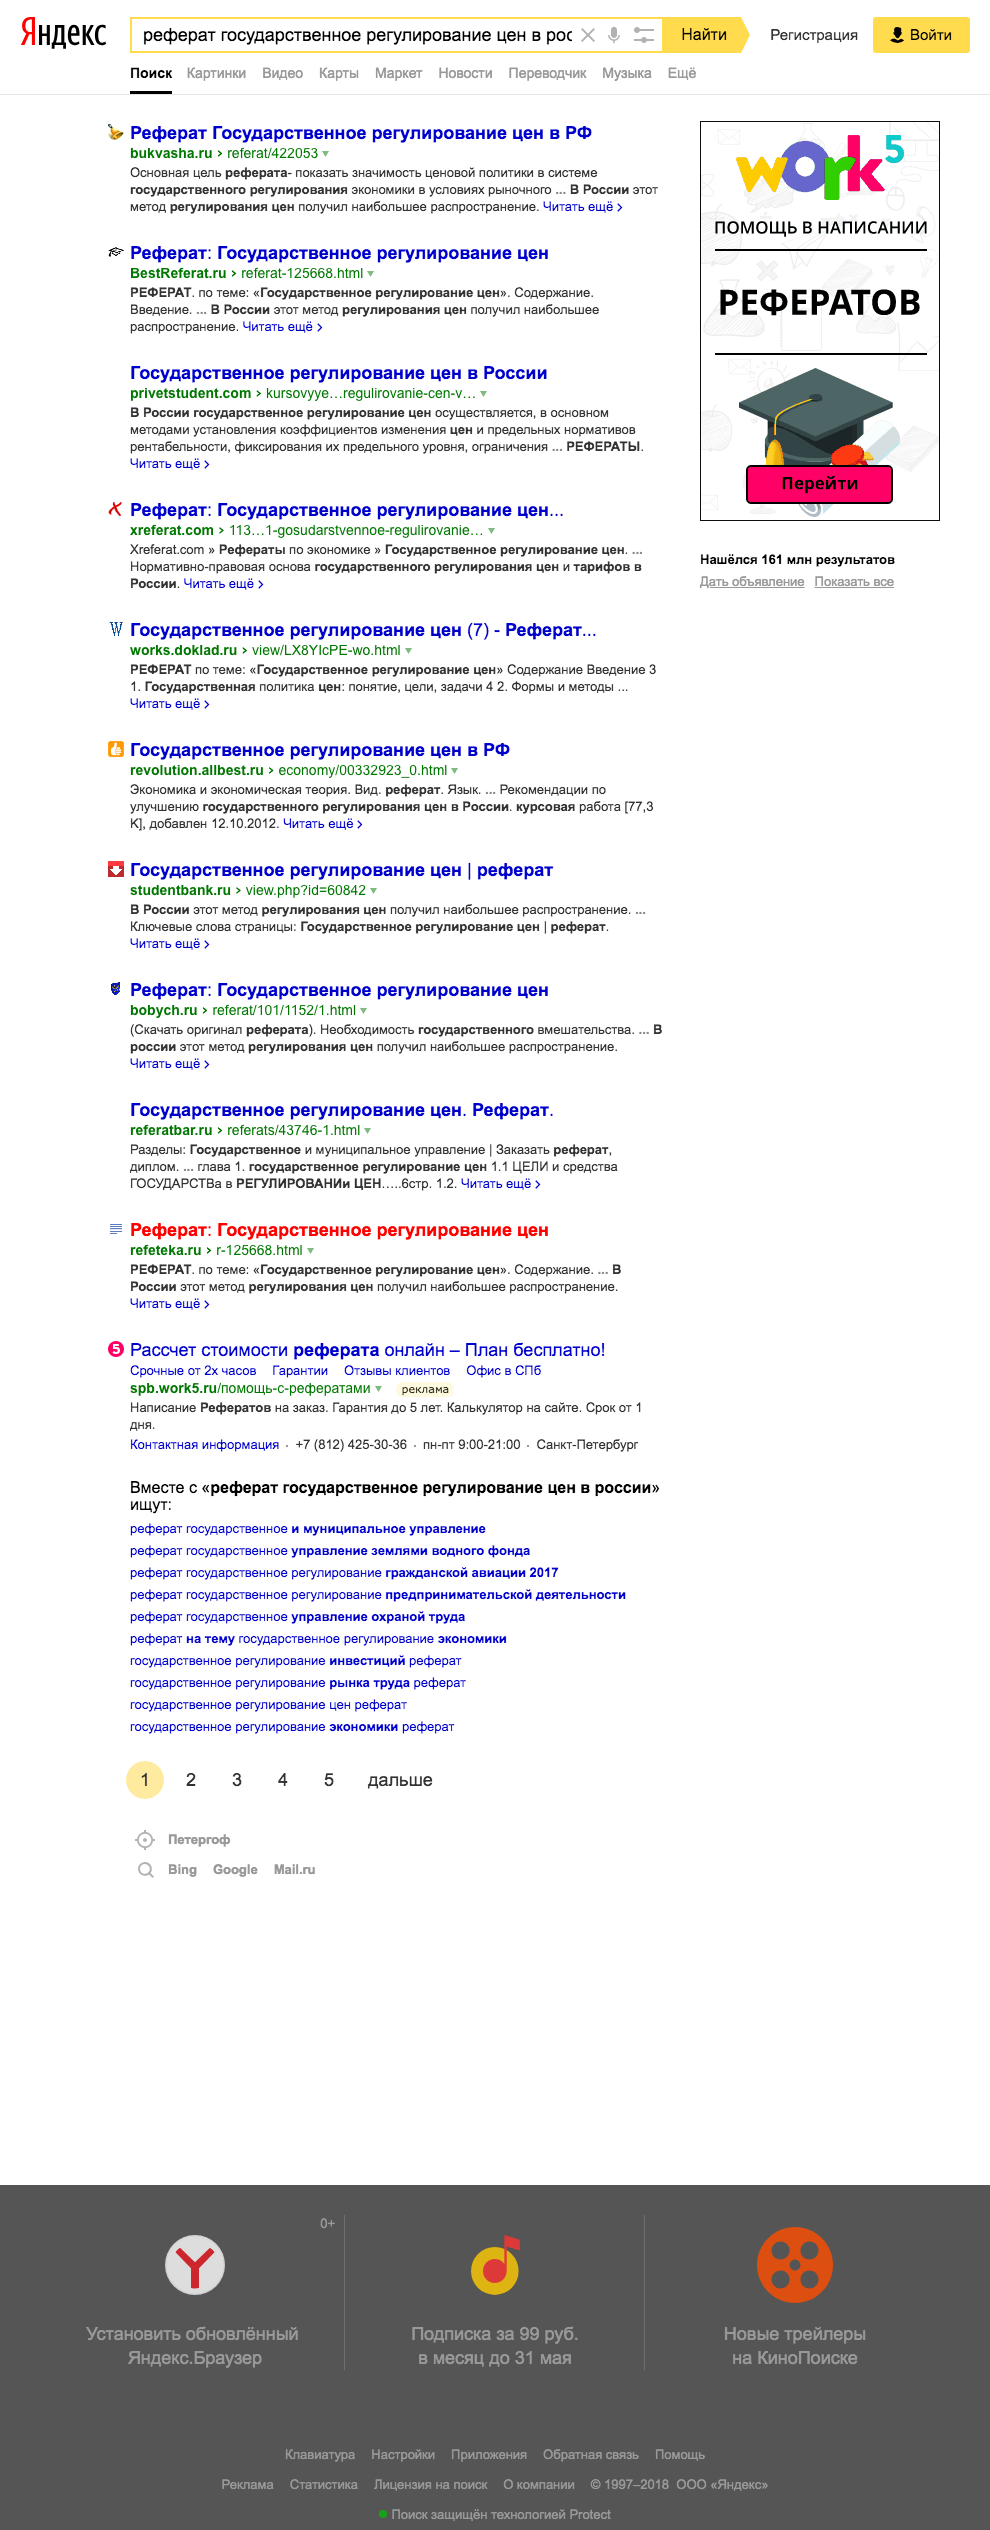 Яндекс
реферат государственное регулирование цен в рос
Найти
Регистрация
Войти
Поиск Картинки Видео Карты Маркет Новости Переводчик Музыка Ещё
Реферат Государственное регулирование цен в РФ
bukvasha.ru › referat/422053
Основная цель реферата- показать значимость ценовой политики в системе
государственного регулирования экономики в условиях рыночного ... В России этот
метод регулирования цен получил наибольшее распространение. Читать ещё ›
Реферат: Государственное регулирование цен
BestReferat.ru › referat-125668.html
РЕФЕРАТ. по теме: «Государственное регулирование цен». Содержание.
Введение. ... В России этот метод регулирования цен получил наибольшее
распространение. Читать ещё ›
Государственное регулирование цен в России
privetstudent.com › kursovyye…regulirovanie-cen-v…
В России государственное регулирование цен осуществляется, в основном
методами установления коэффициентов изменения цен и предельных нормативов
рентабельности, фиксирования их предельного уровня, ограничения ... РЕФЕРАТЫ.
Читать ещё ›
Реферат: Государственное регулирование цен...
xreferat.com › 113…1-gosudarstvennoe-regulirovanie…
Xreferat.com » Рефераты по экономике » Государственное регулирование цен. ...
Нормативно-правовая основа государственного регулирования цен и тарифов в
России. Читать ещё ›
Государственное регулирование цен (7) - Реферат...
works.doklad.ru › view/LX8YIcPE-wo.html
РЕФЕРАТ по теме: «Государственное регулирование цен» Содержание Введение 3
1. Государственная политика цен: понятие, цели, задачи 4 2. Формы и методы ...
Читать ещё ›
Государственное регулирование цен в РФ
revolution.allbest.ru › economy/00332923_0.html
Экономика и экономическая теория. Вид. реферат. Язык. ... Рекомендации по
улучшению государственного регулирования цен в России. курсовая работа [77,3
K], добавлен 12.10.2012. Читать ещё ›
Государственное регулирование цен | реферат
studentbank.ru › view.php?id=60842
В России этот метод регулирования цен получил наибольшее распространение. ...
Ключевые слова страницы: Государственное регулирование цен | реферат.
Читать ещё ›
Реферат: Государственное регулирование цен
bobych.ru › referat/101/1152/1.html
(Скачать оригинал реферата). Необходимость государственного вмешательства. ... В
россии этот метод регулирования цен получил наибольшее распространение.
Читать ещё ›
Государственное регулирование цен. Реферат.
referatbar.ru › referats/43746-1.html
Разделы: Государственное и муниципальное управление | Заказать реферат,
диплом. ... глава 1. государственное регулирование цен 1.1 ЦЕЛИ и средства
ГОСУДАРСТВа в РЕГУЛИРОВАНИи ЦЕН…..6стр. 1.2. Читать ещё ›
Реферат: Государственное регулирование цен
refeteka.ru › r-125668.html
РЕФЕРАТ. по теме: «Государственное регулирование цен». Содержание. ... В
России этот метод регулирования цен получил наибольшее распространение.
Читать ещё ›
5 Рассчет стоимости реферата онлайн – План бесплатно!
Срочные от 2х часов Гарантии Отзывы клиентов Офис в СПб
spb.work5.ru/помощь-с-рефератами реклама
Написание Рефератов на заказ. Гарантия до 5 лет. Калькулятор на сайте. Срок от 1
дня.
Контактная информация · +7 (812) 425-30-36 · пн-пт 9:00-21:00 · Санкт-Петербург
Вместе с «реферат государственное регулирование цен в россии»
ищут:
реферат государственное и муниципальное управление
реферат государственное управление землями водного фонда
реферат государственное регулирование гражданской авиации 2017
реферат государственное регулирование предпринимательской деятельности
реферат государственное управление охраной труда
реферат на тему государственное регулирование экономики
государственное регулирование инвестиций реферат
государственное регулирование рынка труда реферат
государственное регулирование цен реферат
государственное регулирование экономики реферат
1 2 3 4 5 дальше
Петергоф
Bing Google Mail.ru
work5
ПОМОЩЬ В НАПИСАНИИ
РЕФЕРАТОВ
Перейти
Нашёлся 161 млн результатов
Дать объявление Показать все
0+
Установить обновлённый
Яндекс.Браузер
Подписка за 99 руб.
в месяц до 31 мая
Новые трейлеры
на КиноПоиске
Клавиатура Настройки Приложения Обратная связь Помощь
Реклама Статистика Лицензия на поиск О компании © 1997–2018 ООО «Яндекс»
Поиск защищён технологией Protect